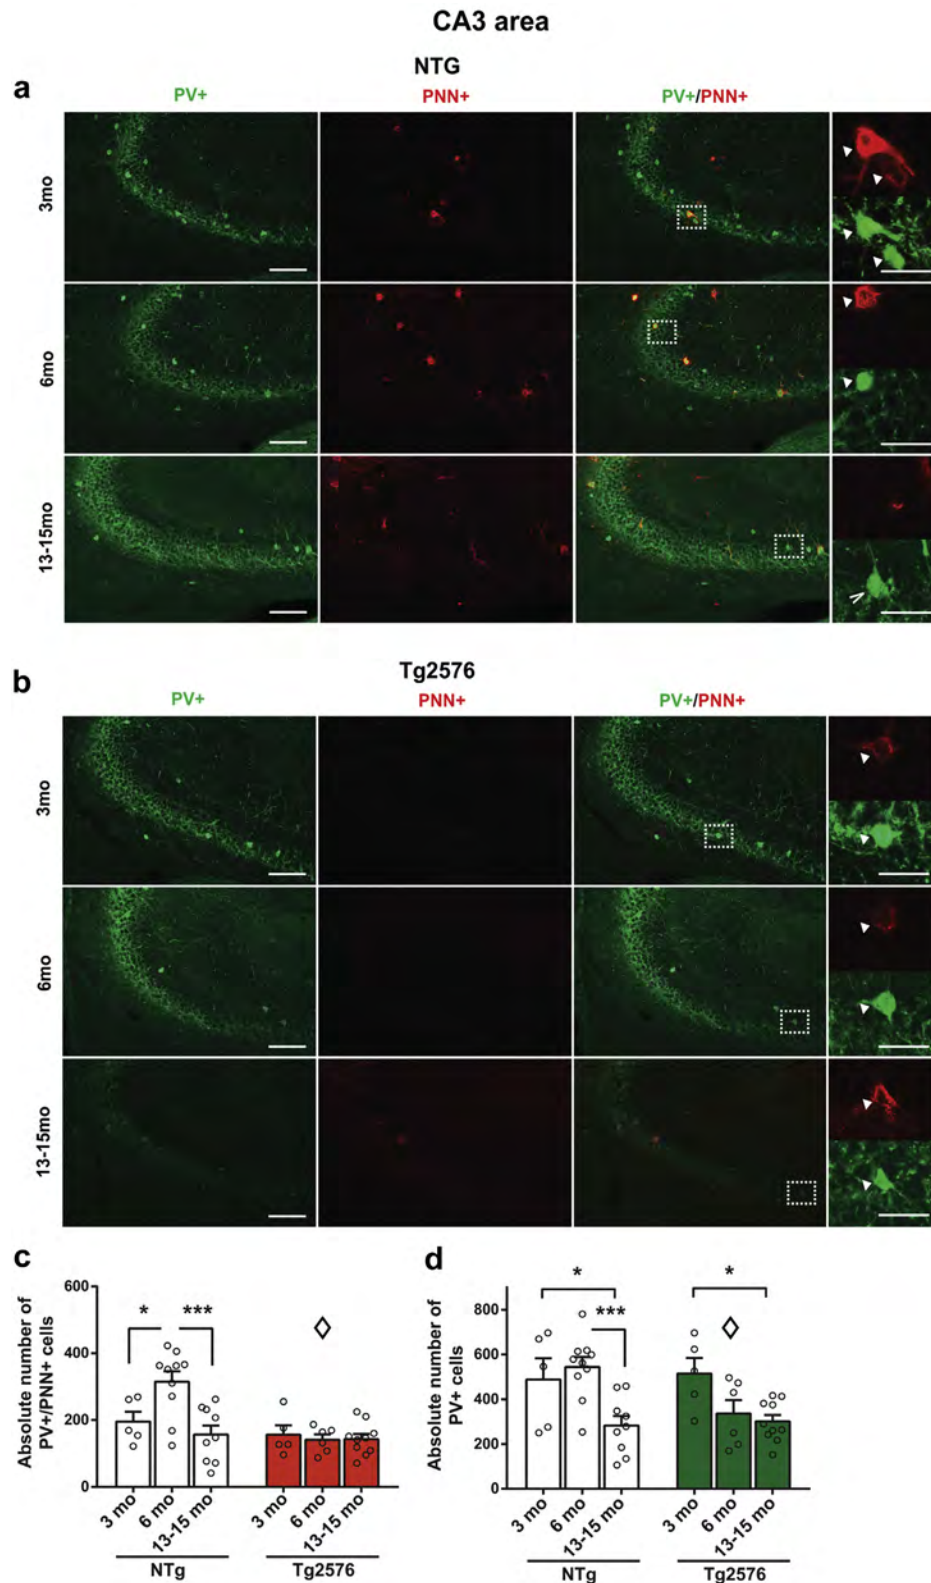 CA3 area
NTG
a
PV+ PNN+ PV+/PNN+
3mo
6mo
13-15mo
Tg2576
b
PV+ PNN+ PV+/PNN+
3mo
6mo
13-15mo
c
Absolute number of
PV+/PNN+ cells
600
400
200
0
* ***
3 mo 6 mo 13-15 mo 3 mo 6 mo 13-15 mo
NTg Tg2576
d
Absolute number of
PV+ cells
800
600
400
200
0
* *
***
3 mo 6 mo 13-15 mo 3 mo 6 mo 13-15 mo
NTg Tg2576